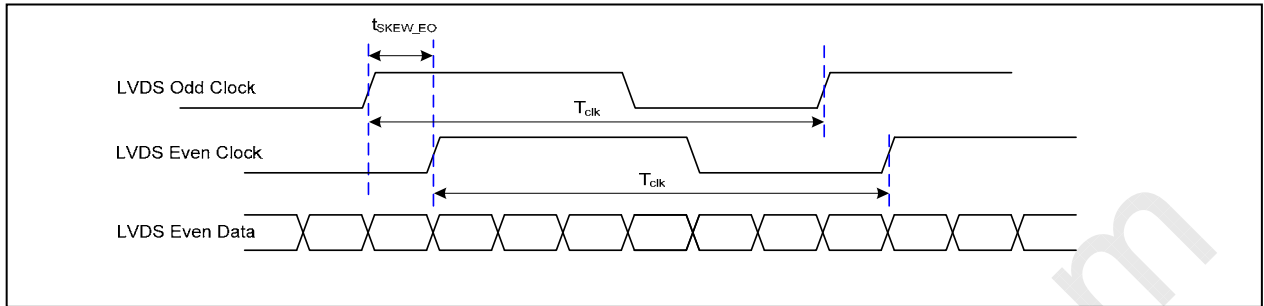 tSKEW_EO
LVDS Odd Clock
Tclk
LVDS Even Clock
Tclk
LVDS Even Data